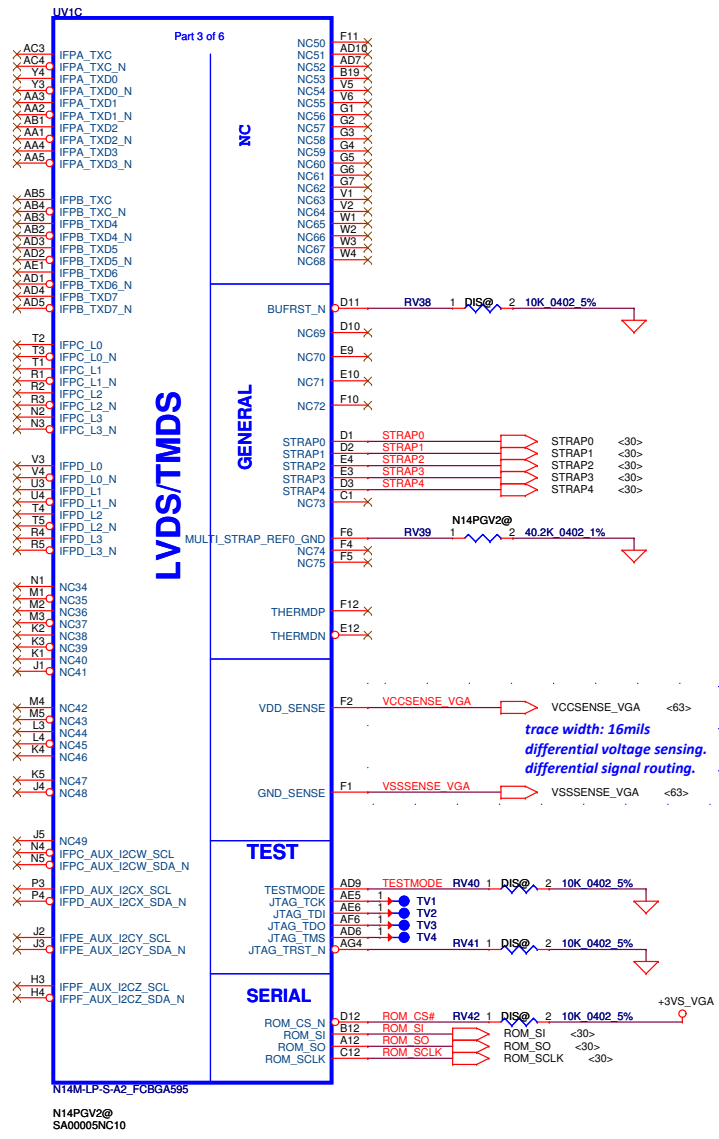 UV1C
Part 3 of 6
LVDS/TMDS
AC3 IFPA_TXC
AC4 IFPA_TXC_N
Y4 IFPA_TXD0
Y3 IFPA_TXD0_N
AA3 IFPA_TXD1
AA2 IFPA_TXD1_N
AB1 IFPA_TXD2
AA1 IFPA_TXD2_N
AA4 IFPA_TXD3
AA5 IFPA_TXD3_N
AB5 IFPB_TXC
AB4 IFPB_TXC_N
AB3 IFPB_TXD4
AB2 IFPB_TXD4_N
AD3 IFPB_TXD5
AD2 IFPB_TXD5_N
AE1 IFPB_TXD6
AD1 IFPB_TXD6_N
AD4 IFPB_TXD7
AD5 IFPB_TXD7_N
T2 IFPC_L0
T3 IFPC_L0_N
T1 IFPC_L1
R1 IFPC_L1_N
R2 IFPC_L2
R3 IFPC_L2_N
N2 IFPC_L3
N3 IFPC_L3_N
V3 IFPD_L0
V4 IFPD_L0_N
U3 IFPD_L1
U4 IFPD_L1_N
T4 IFPD_L2
T5 IFPD_L2_N
R4 IFPD_L3
R5 IFPD_L3_N
N1 NC34
M1 NC35
M2 NC36
M3 NC37
K2 NC38
K3 NC39
K1 NC40
J1 NC41
M4 NC42
M5 NC43
L3 NC44
L4 NC45
K4 NC46
K5 NC47
J4 NC48
J5 NC49
N4 IFPC_AUX_I2CW_SCL
N5 IFPC_AUX_I2CW_SDA_N
P3 IFPD_AUX_I2CX_SCL
P4 IFPD_AUX_I2CX_SDA_N
J2 IFPE_AUX_I2CY_SCL
J3 IFPE_AUX_I2CY_SDA_N
H3 IFPF_AUX_I2CZ_SCL
H4 IFPF_AUX_I2CZ_SDA_N
NC
NC50 F11
NC51 AD10
NC52 AD7
NC53 B19
NC54 V5
NC55 V6
NC56 G1
NC57 G2
NC58 G3
NC59 G4
NC60 G5
NC61 G6
NC62 G7
NC63 V1
NC64 V2
NC65 W1
NC66 W2
NC67 W3
NC68 W4
GENERAL
BUFRST_N D11 RV38 1 DIS@ 2 10K_0402_5%
NC69 D10
NC70 E9
NC71 E10
NC72 F10
STRAP0 D1 STRAP0 STRAP0 <30>
STRAP1 D2 STRAP1 STRAP1 <30>
STRAP2 E4 STRAP2 STRAP2 <30>
STRAP3 E3 STRAP3 STRAP3 <30>
STRAP4 D3 STRAP4 STRAP4 <30>
NC73 C1
N14PGV2@
MULTI_STRAP_REF0_GND F6 RV39 1 2 40.2K_0402_1%
NC74 F4
NC75 F5
THERMDP F12
THERMDN E12
VDD_SENSE F2 VCCSENSE_VGA VCCSENSE_VGA <63>
trace width: 16mils
differential voltage sensing.
differential signal routing.
GND_SENSE F1 VSSSENSE_VGA VSSSENSE_VGA <63>
TEST
TESTMODE AD9 TESTMODE RV40 1 DIS@ 2 10K_0402_5%
JTAG_TCK AE5 1 TV1
JTAG_TDI AE6 1 TV2
JTAG_TDO AF6 1 TV3
JTAG_TMS AD6 1 TV4
JTAG_TRST_N AG4 RV41 1 DIS@ 2 10K_0402_5%
SERIAL
+3VS_VGA
ROM_CS_N D12 ROM_CS# RV42 1 DIS@ 2 10K_0402_5%
ROM_SI B12 ROM_SI ROM_SI <30>
ROM_SO A12 ROM_SO ROM_SO <30>
ROM_SCLK C12 ROM_SCLK ROM_SCLK <30>
N14M-LP-S-A2_FCBGA595
N14PGV2@
SA00005NC10